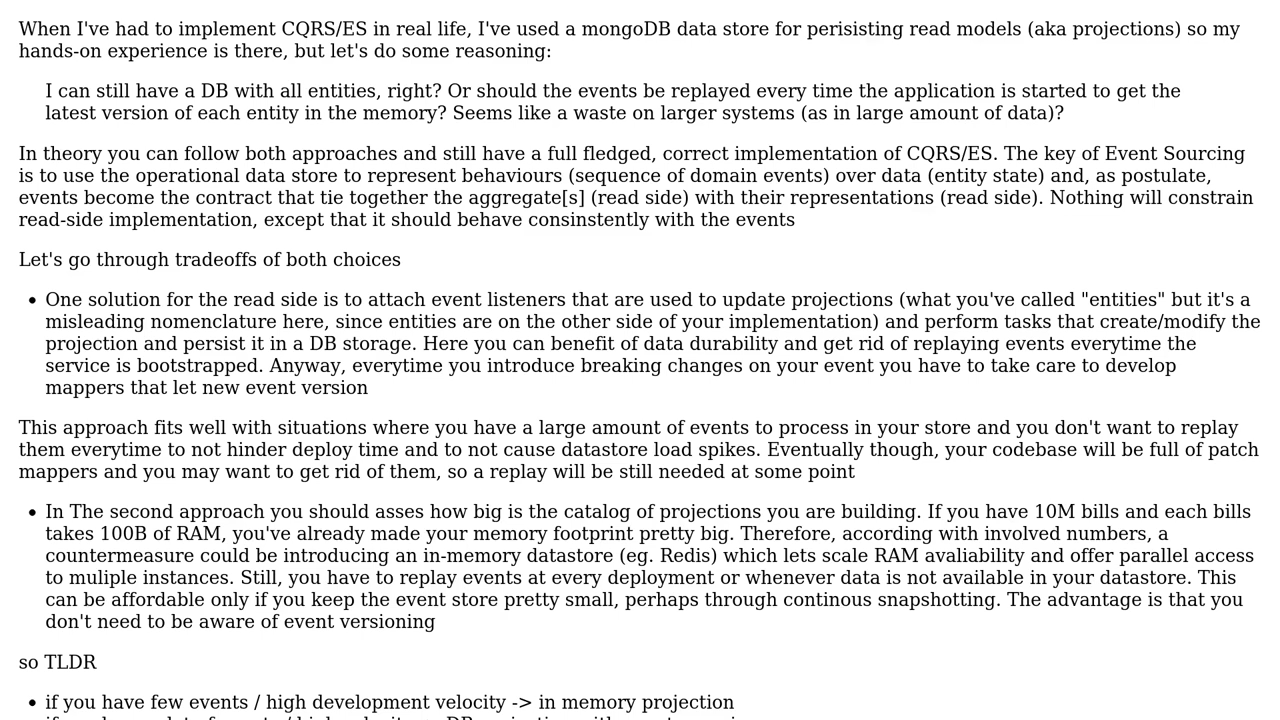 When I've had to implement CQRS/ES in real life, I've used a mongoDB data store for perisisting read models (aka projections) so my
hands-on experience is there, but let's do some reasoning:
I can still have a DB with all entities, right? Or should the events be replayed every time the application is started to get the
latest version of each entity in the memory? Seems like a waste on larger systems (as in large amount of data)?
In theory you can follow both approaches and still have a full fledged, correct implementation of CQRS/ES. The key of Event Sourcing
is to use the operational data store to represent behaviours (sequence of domain events) over data (entity state) and, as postulate,
events become the contract that tie together the aggregate[s] (read side) with their representations (read side). Nothing will constrain
read-side implementation, except that it should behave consinstently with the events
Let's go through tradeoffs of both choices
• One solution for the read side is to attach event listeners that are used to update projections (what you've called "entities" but it's a
misleading nomenclature here, since entities are on the other side of your implementation) and perform tasks that create/modify the
projection and persist it in a DB storage. Here you can benefit of data durability and get rid of replaying events everytime the
service is bootstrapped. Anyway, everytime you introduce breaking changes on your event you have to take care to develop
mappers that let new event version
This approach fits well with situations where you have a large amount of events to process in your store and you don't want to replay
them everytime to not hinder deploy time and to not cause datastore load spikes. Eventually though, your codebase will be full of patch
mappers and you may want to get rid of them, so a replay will be still needed at some point
• In The second approach you should asses how big is the catalog of projections you are building. If you have 10M bills and each bills
takes 100B of RAM, you've already made your memory footprint pretty big. Therefore, according with involved numbers, a
countermeasure could be introducing an in-memory datastore (eg. Redis) which lets scale RAM avaliability and offer parallel access
to muliple instances. Still, you have to replay events at every deployment or whenever data is not available in your datastore. This
can be affordable only if you keep the event store pretty small, perhaps through continous snapshotting. The advantage is that you
don't need to be aware of event versioning
so TLDR
• if you have few events / high development velocity -> in memory projection